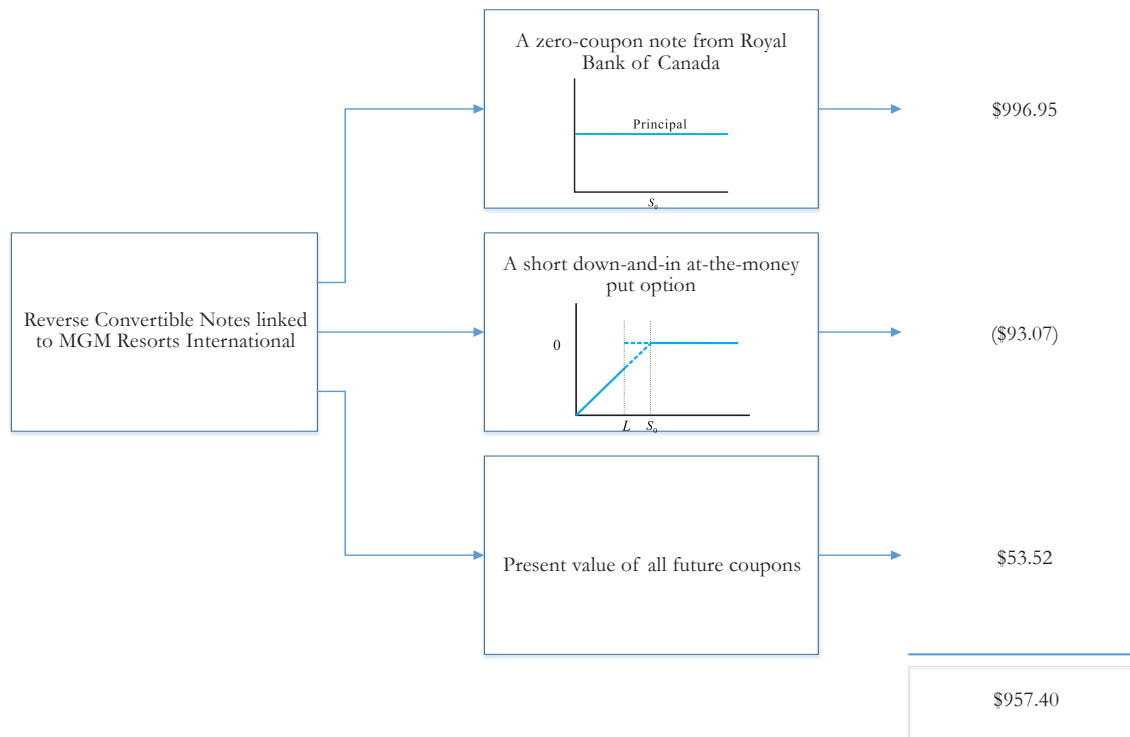 A zero-coupon note from Royal
Bank of Canada
Principal
S₀
$996.95
Reverse Convertible Notes linked
to MGM Resorts International
A short down-and-in at-the-money
put option
0
L S₀
($93.07)
Present value of all future coupons
$53.52
$957.40